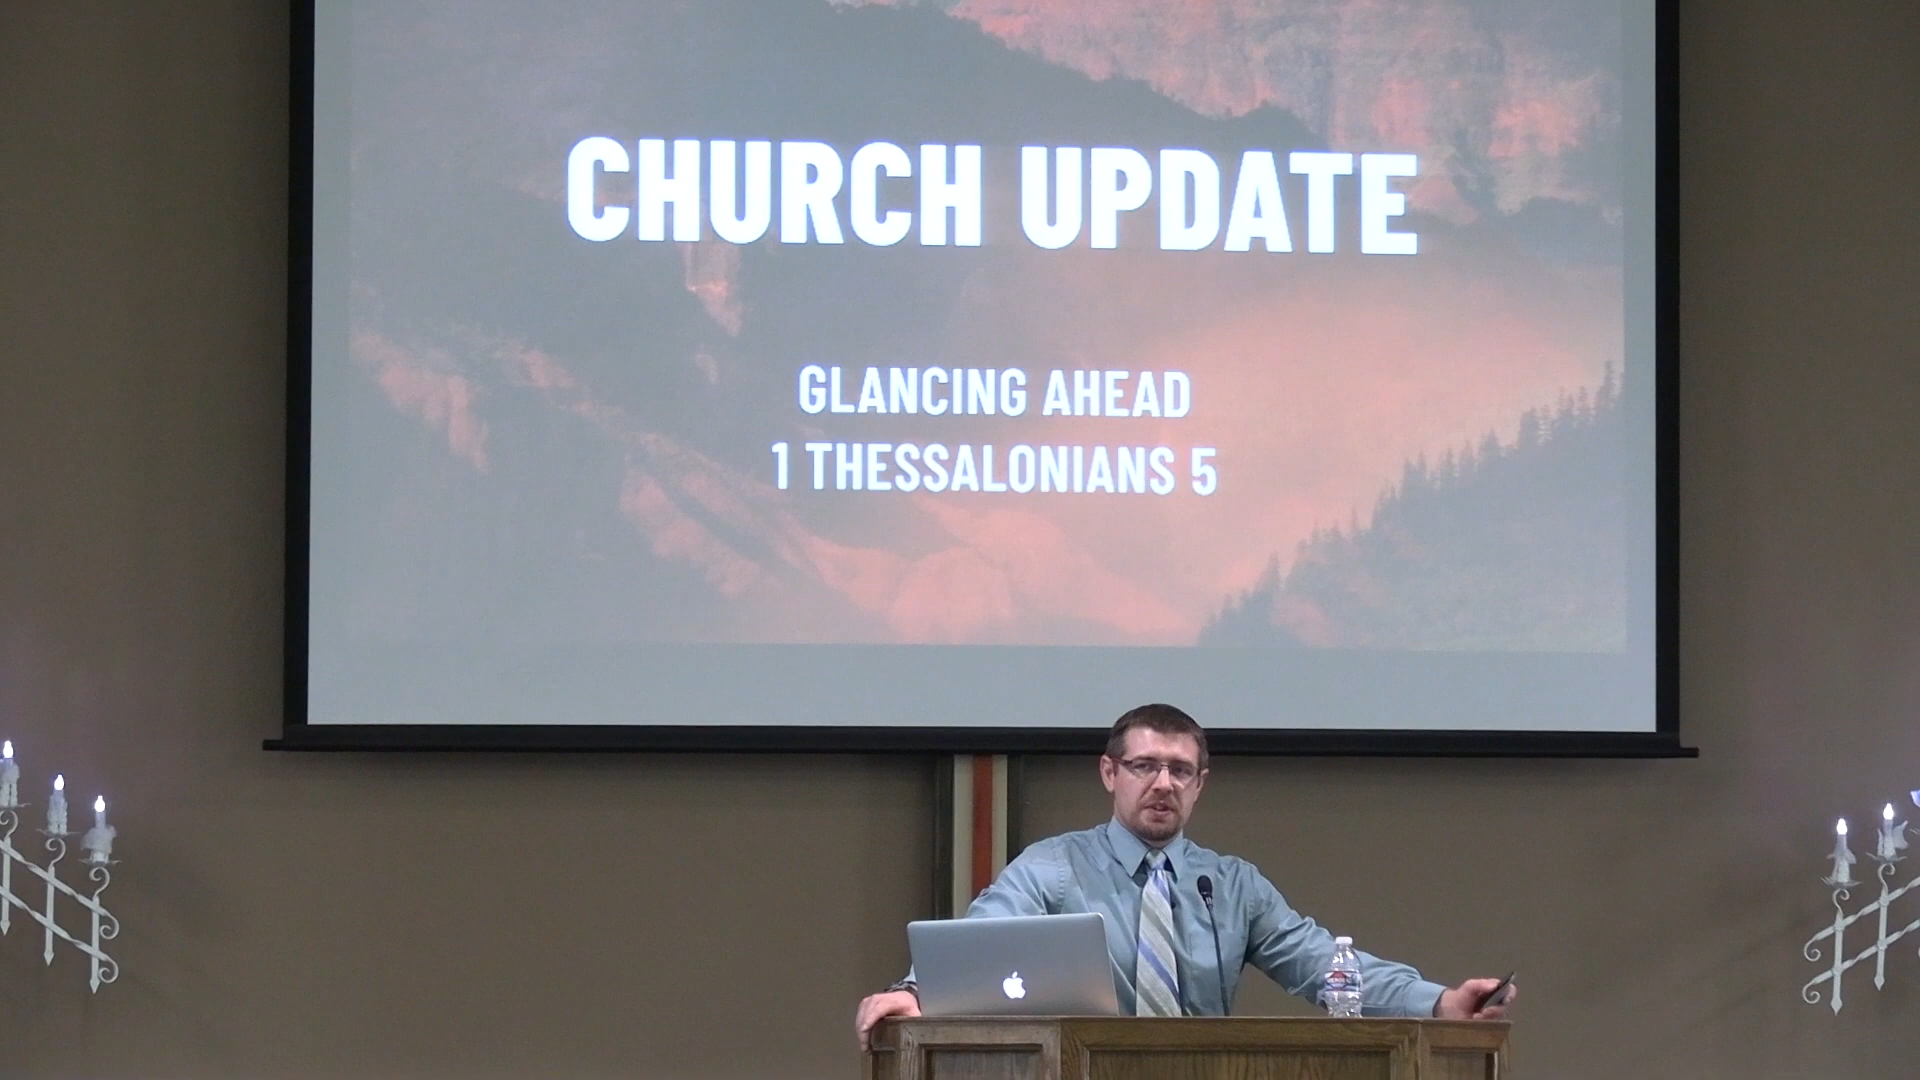 CHURCH UPDATE
GLANCING AHEAD
1 THESSALONIANS 5